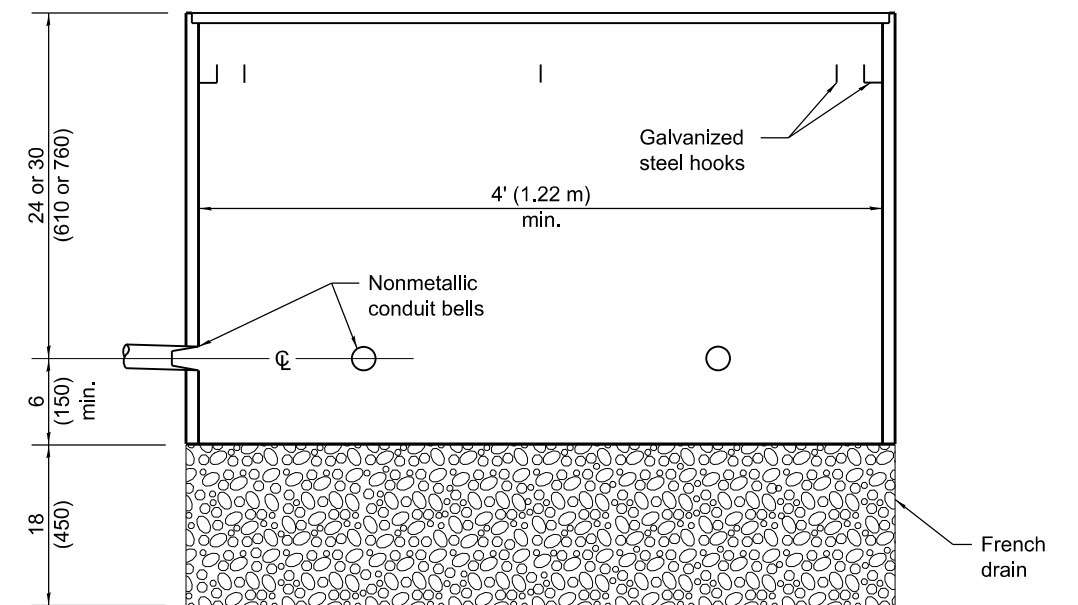 Galvanized
steel hooks
24 or 30
(610 or 760)
4' (1.22 m)
min.
Nonmetallic
conduit bells
℄
6
(150)
min.
18
(450)
French
drain